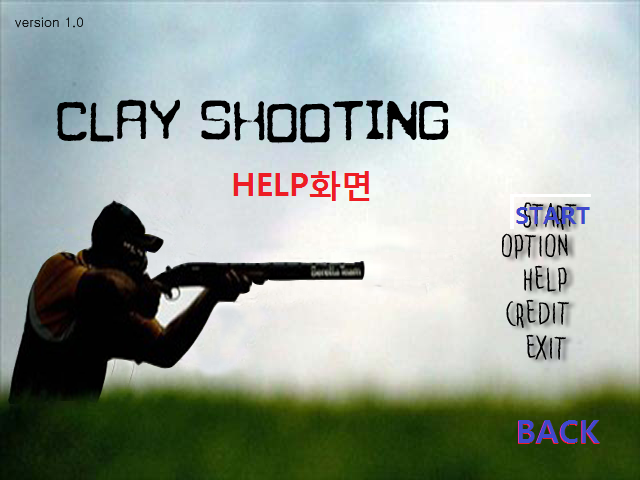 version 1.0
CLAY SHOOTING
HELP화면
START
START
OPTION
HELP
CREDIT
EXIT
BACK